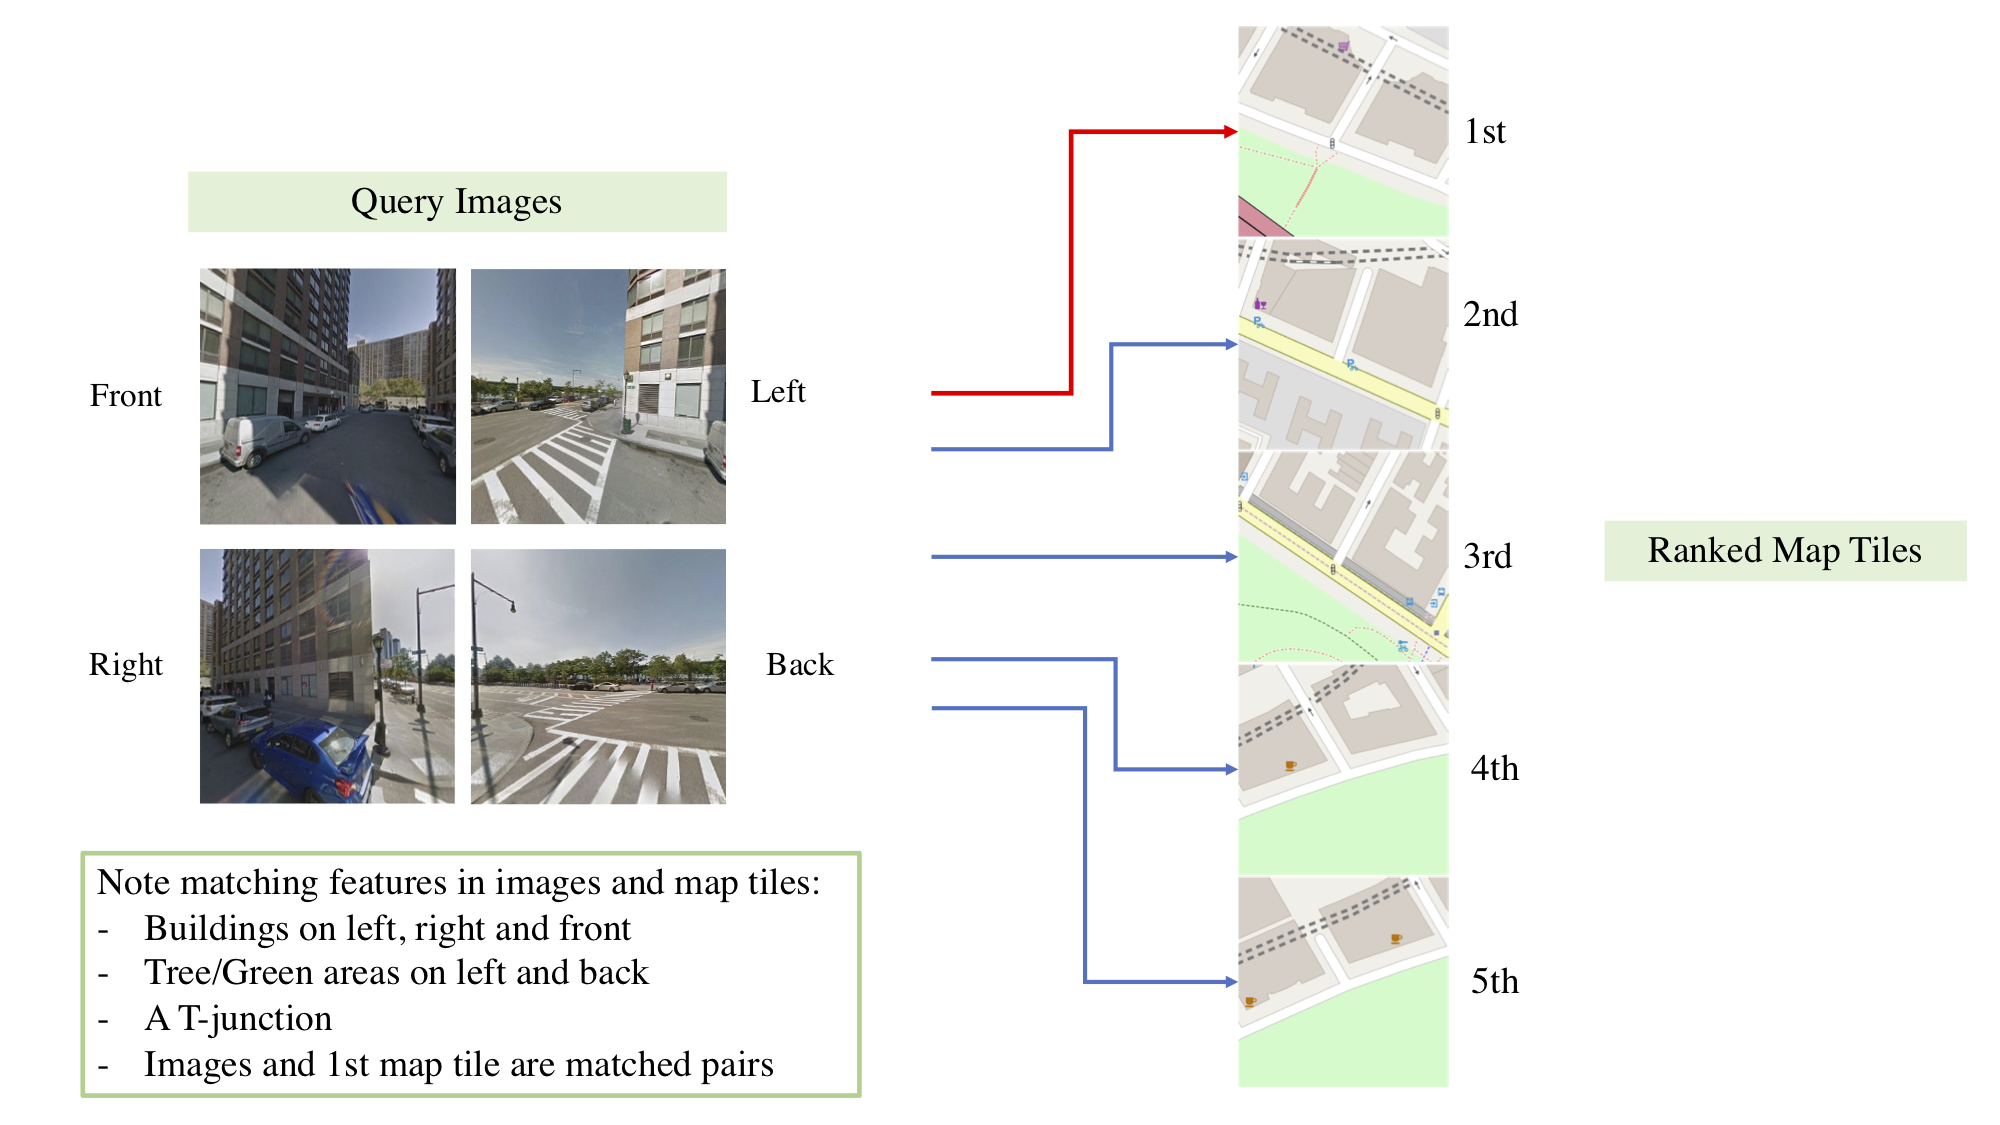 Query Images
Front
Left
Right
Back
Note matching features in images and map tiles:
- Buildings on left, right and front
- Tree/Green areas on left and back
- A T-junction
- Images and 1st map tile are matched pairs
1st
2nd
3rd
4th
5th
Ranked Map Tiles